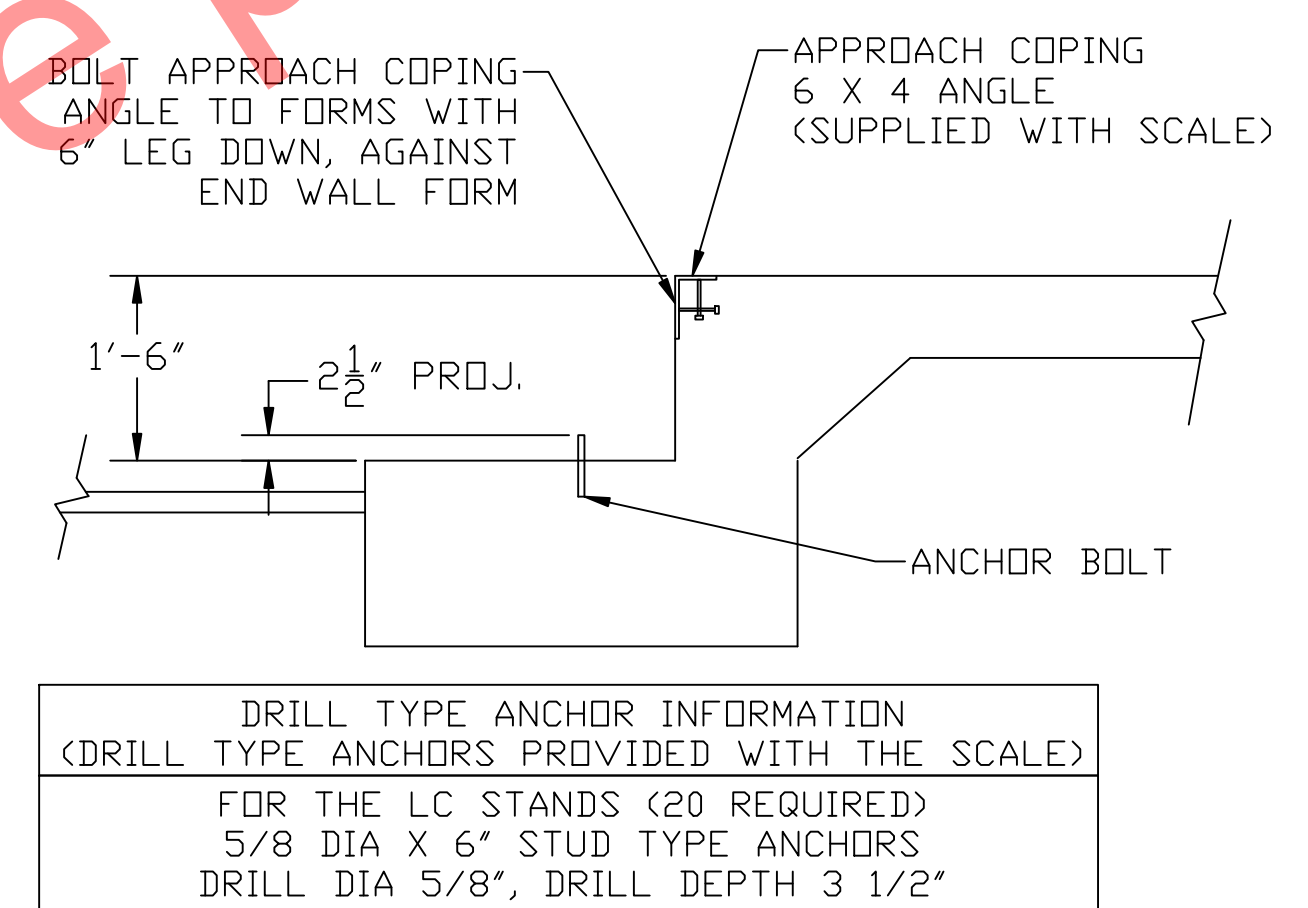 BOLT APPROACH COPING
ANGLE TO FORMS WITH
6" LEG DOWN, AGAINST
END WALL FORM
APPROACH COPING
6 X 4 ANGLE
(SUPPLIED WITH SCALE)
1'-6"
2 1/2" PROJ.
ANCHOR BOLT
DRILL TYPE ANCHOR INFORMATION
(DRILL TYPE ANCHORS PROVIDED WITH THE SCALE)
FOR THE LC STANDS (20 REQUIRED)
5/8 DIA X 6" STUD TYPE ANCHORS
DRILL DIA 5/8", DRILL DEPTH 3 1/2"